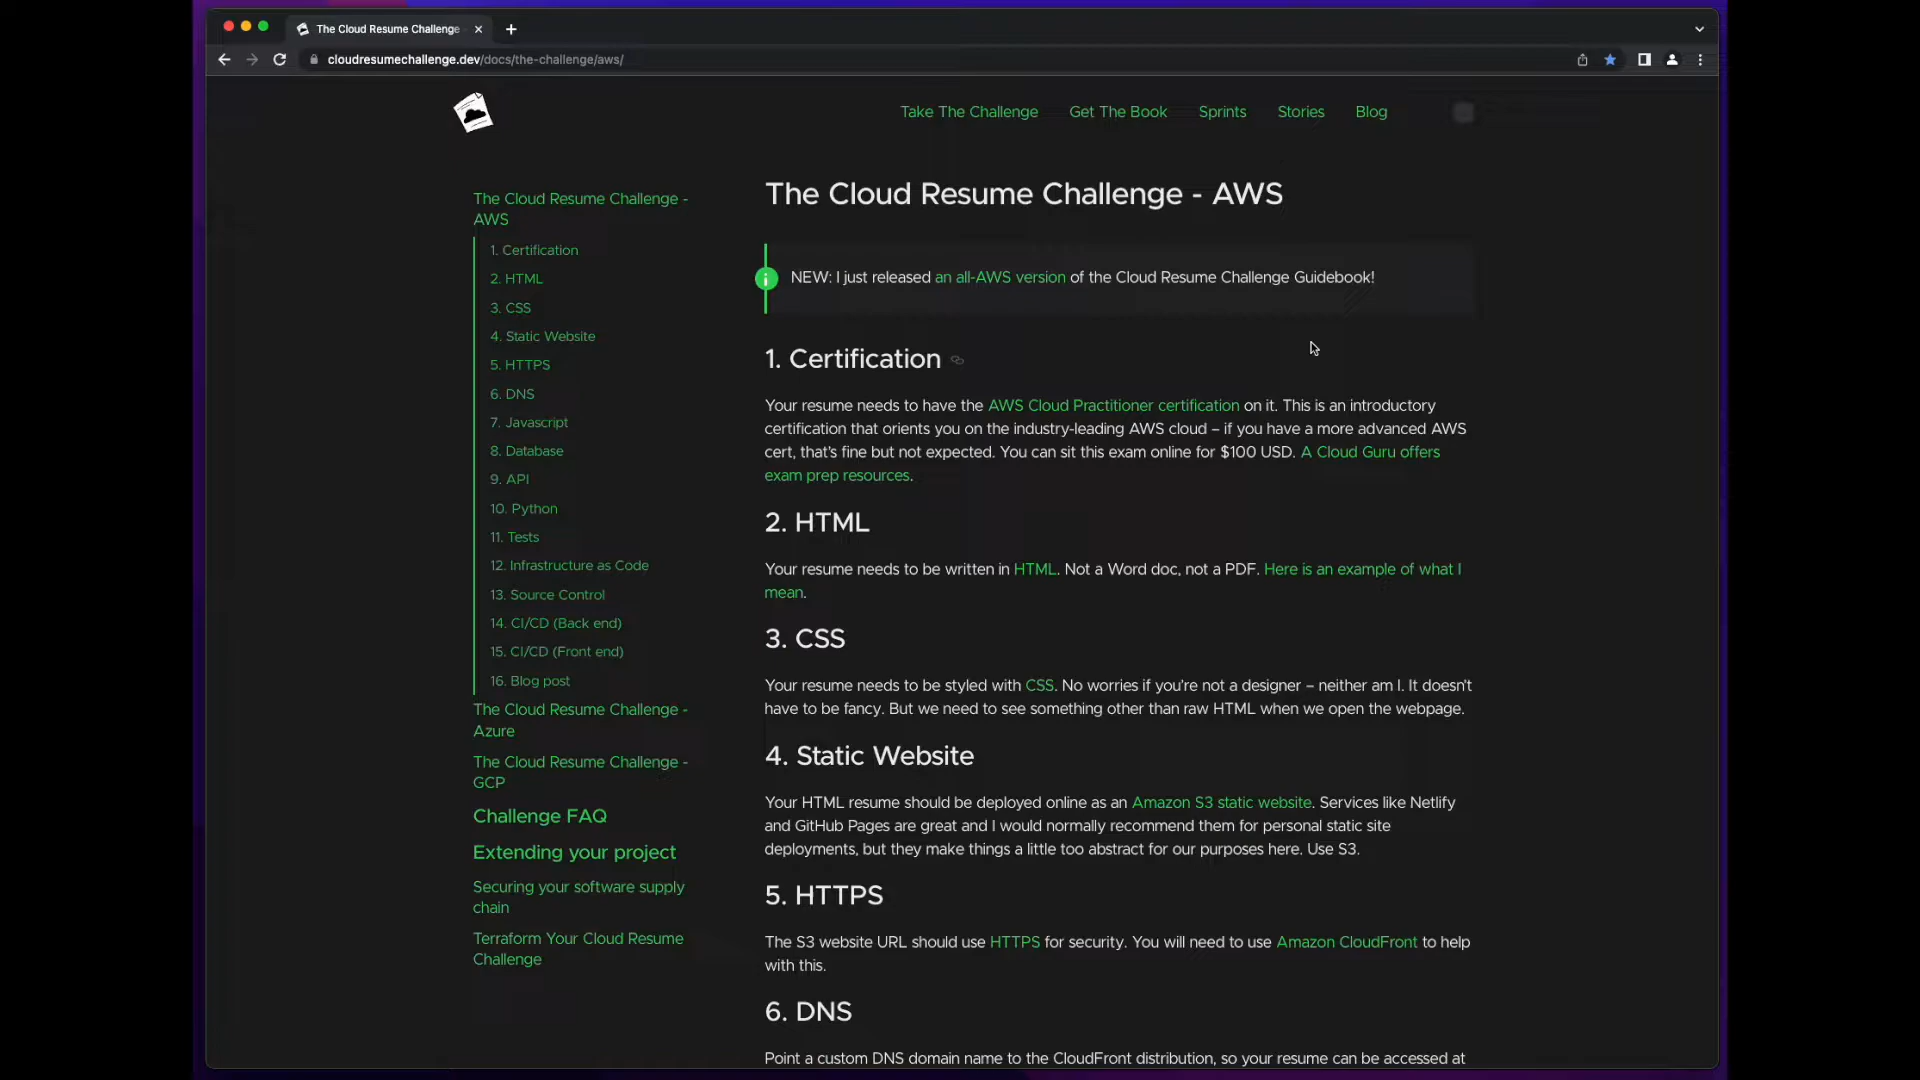 The Cloud Resume Challenge
cloudresumechallenge.dev/docs/the-challenge/aws/
Take The Challenge
Get The Book
Sprints
Stories
Blog
The Cloud Resume Challenge -
AWS
1. Certification
2. HTML
3. CSS
4. Static Website
5. HTTPS
6. DNS
7. Javascript
8. Database
9. API
10. Python
11. Tests
12. Infrastructure as Code
13. Source Control
14. CI/CD (Back end)
15. CI/CD (Front end)
16. Blog post
The Cloud Resume Challenge -
Azure
The Cloud Resume Challenge -
GCP
Challenge FAQ
Extending your project
Securing your software supply
chain
Terraform Your Cloud Resume
Challenge
The Cloud Resume Challenge - AWS
NEW: I just released an all-AWS version of the Cloud Resume Challenge Guidebook!
1. Certification
Your resume needs to have the AWS Cloud Practitioner certification on it. This is an introductory
certification that orients you on the industry-leading AWS cloud – if you have a more advanced AWS
cert, that's fine but not expected. You can sit this exam online for $100 USD. A Cloud Guru offers
exam prep resources.
2. HTML
Your resume needs to be written in HTML. Not a Word doc, not a PDF. Here is an example of what I
mean.
3. CSS
Your resume needs to be styled with CSS. No worries if you're not a designer – neither am I. It doesn't
have to be fancy. But we need to see something other than raw HTML when we open the webpage.
4. Static Website
Your HTML resume should be deployed online as an Amazon S3 static website. Services like Netlify
and GitHub Pages are great and I would normally recommend them for personal static site
deployments, but they make things a little too abstract for our purposes here. Use S3.
5. HTTPS
The S3 website URL should use HTTPS for security. You will need to use Amazon CloudFront to help
with this.
6. DNS
Point a custom DNS domain name to the CloudFront distribution, so your resume can be accessed at